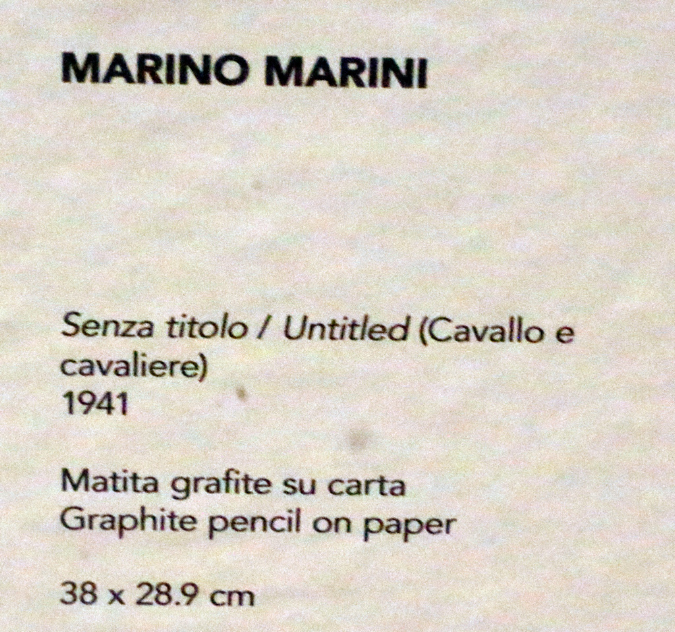 MARINO MARINI
Senza titolo / Untitled (Cavallo e
cavaliere)
1941
Matita grafite su carta
Graphite pencil on paper
38 x 28.9 cm